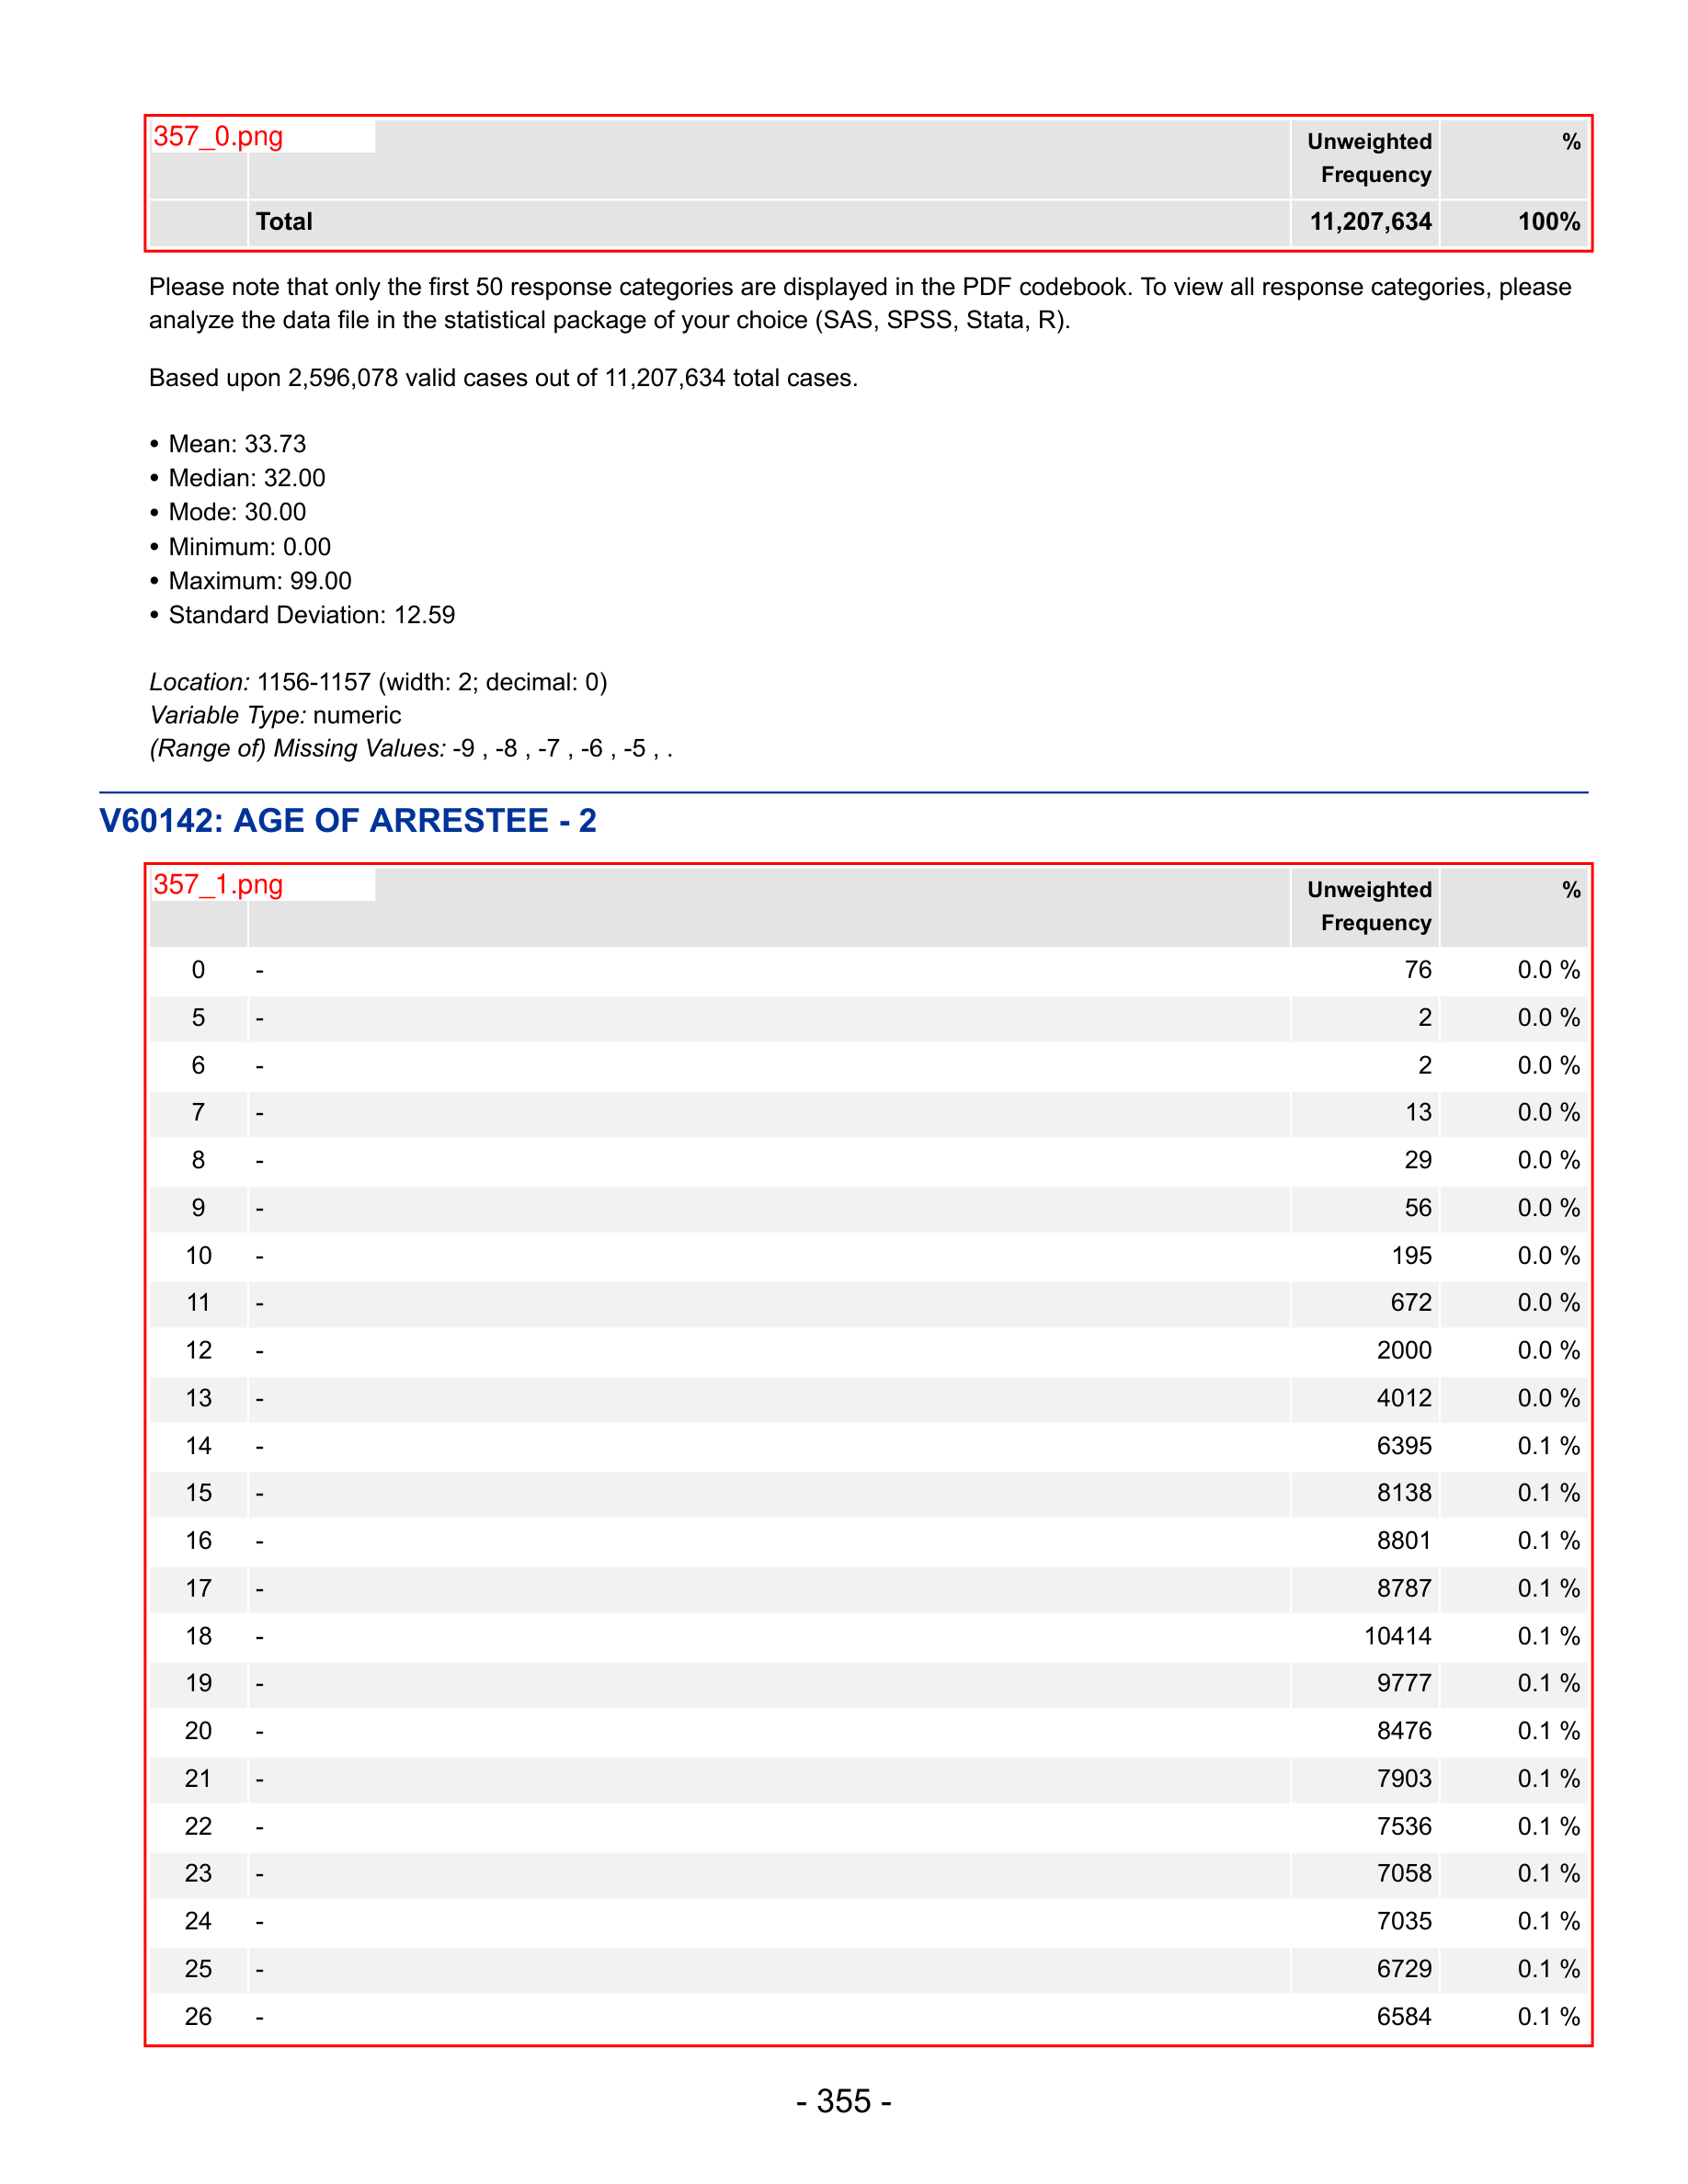 357_0.png
Unweighted Frequency %
Total 11,207,634 100%
Please note that only the first 50 response categories are displayed in the PDF codebook. To view all response categories, please
analyze the data file in the statistical package of your choice (SAS, SPSS, Stata, R).
Based upon 2,596,078 valid cases out of 11,207,634 total cases.
• Mean: 33.73
• Median: 32.00
• Mode: 30.00
• Minimum: 0.00
• Maximum: 99.00
• Standard Deviation: 12.59
Location: 1156-1157 (width: 2; decimal: 0)
Variable Type: numeric
(Range of) Missing Values: -9 , -8 , -7 , -6 , -5 , .
V60142: AGE OF ARRESTEE - 2
357_1.png
Unweighted Frequency %
0 - 76 0.0 %
5 - 2 0.0 %
6 - 2 0.0 %
7 - 13 0.0 %
8 - 29 0.0 %
9 - 56 0.0 %
10 - 195 0.0 %
11 - 672 0.0 %
12 - 2000 0.0 %
13 - 4012 0.0 %
14 - 6395 0.1 %
15 - 8138 0.1 %
16 - 8801 0.1 %
17 - 8787 0.1 %
18 - 10414 0.1 %
19 - 9777 0.1 %
20 - 8476 0.1 %
21 - 7903 0.1 %
22 - 7536 0.1 %
23 - 7058 0.1 %
24 - 7035 0.1 %
25 - 6729 0.1 %
26 - 6584 0.1 %
- 355 -